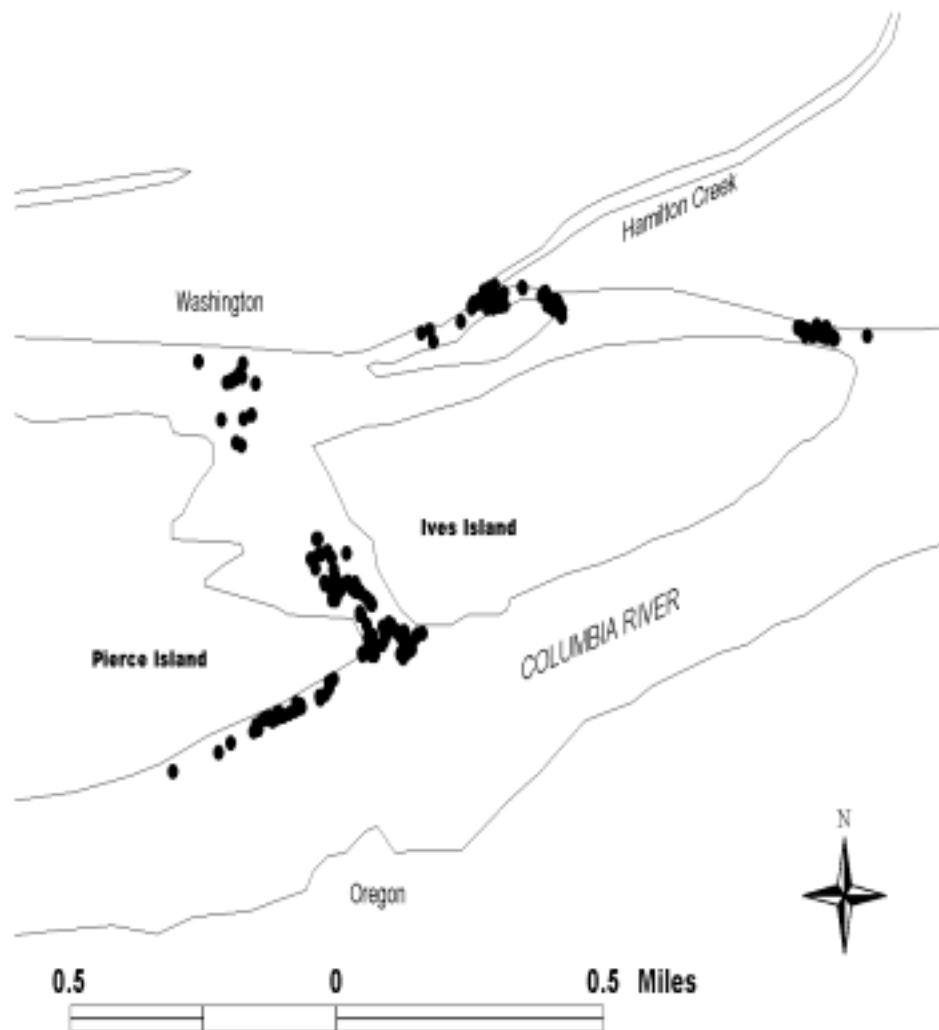 Hamilton Creek
Washington
Ives Island
COLUMBIA RIVER
Pierce Island
N
Oregon
0.5 0 0.5 Miles